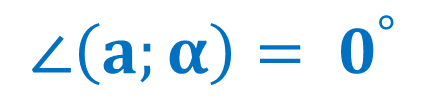 ∠(a; α) = 0°